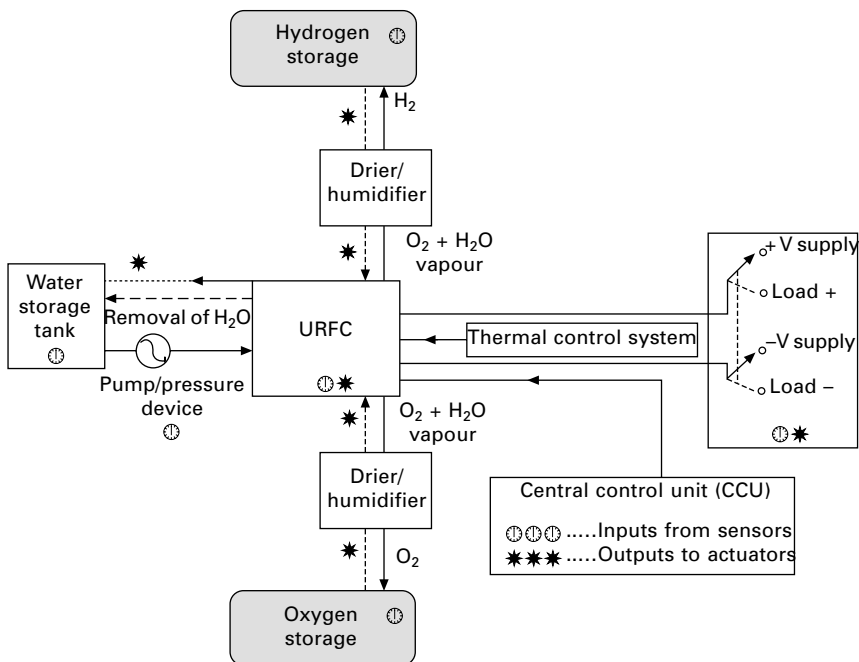 Hydrogen
storage
H₂
Drier/
humidifier
O₂ + H₂O
vapour
+ V supply
Load +
−V supply
Load −
Water
storage
tank
Removal of H₂O
Pump/pressure
device
URFC
Thermal control system
O₂ + H₂O
vapour
Drier/
humidifier
O₂
Oxygen
storage
Central control unit (CCU)
.....Inputs from sensors
.....Outputs to actuators